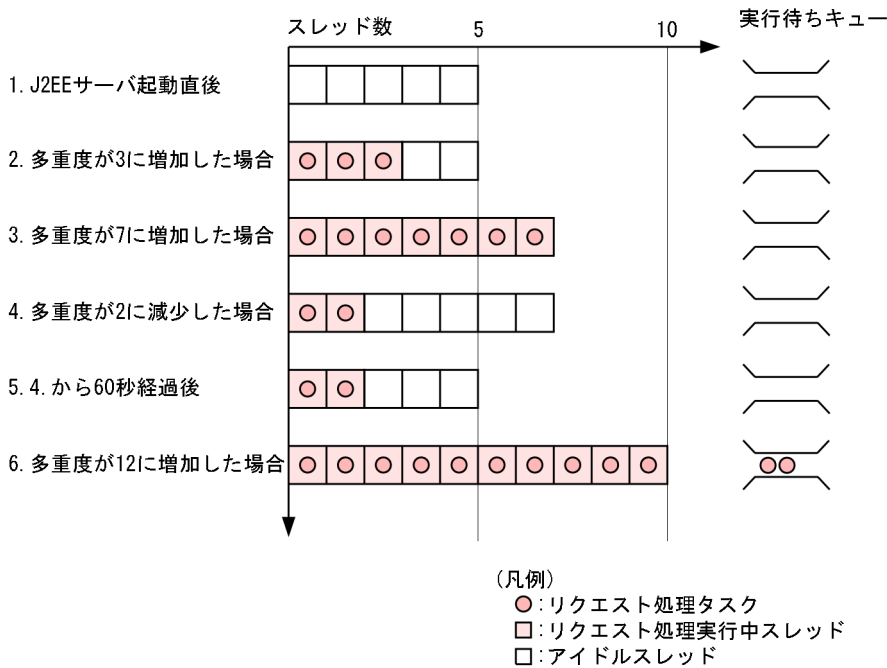 スレッド数
5
10
実行待ちキュー
1. J2EEサーバ起動直後
2. 多重度が3に増加した場合
3. 多重度が7に増加した場合
4. 多重度が2に減少した場合
5. 4. から60秒経過後
6. 多重度が12に増加した場合
(凡例)
:リクエスト処理タスク
:リクエスト処理実行中スレッド
:アイドルスレッド